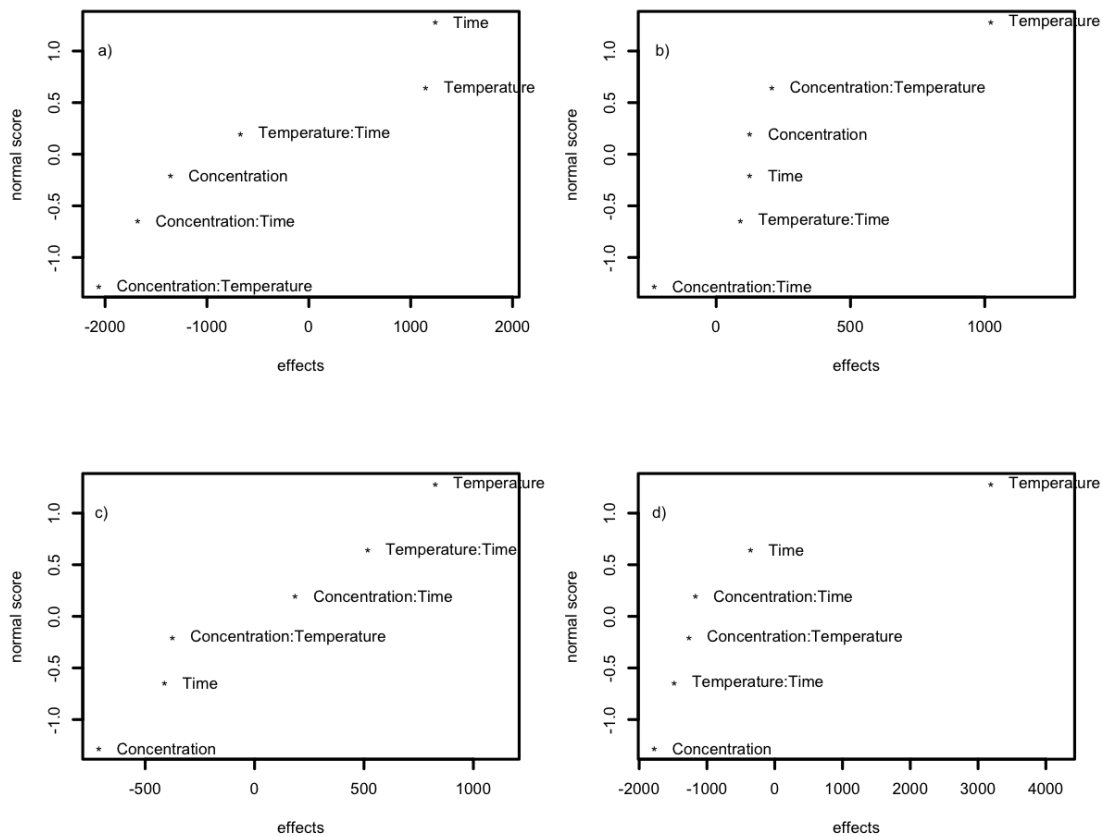 a)
Time
Temperature
Temperature:Time
Concentration
Concentration:Time
Concentration:Temperature
1.0
0.5
0.0
-0.5
-1.0
normal score
-2000 -1000 0 1000 2000
effects
b)
Temperature
Concentration:Temperature
Concentration
Time
Temperature:Time
Concentration:Time
1.0
0.5
0.0
-0.5
-1.0
normal score
0 500 1000
effects
c)
Temperature
Temperature:Time
Concentration:Time
Concentration:Temperature
Time
Concentration
1.0
0.5
0.0
-0.5
-1.0
normal score
-500 0 500 1000
effects
d)
Temperature
Time
Concentration:Time
Concentration:Temperature
Temperature:Time
Concentration
1.0
0.5
0.0
-0.5
-1.0
normal score
-2000 -1000 0 1000 2000 3000 4000
effects